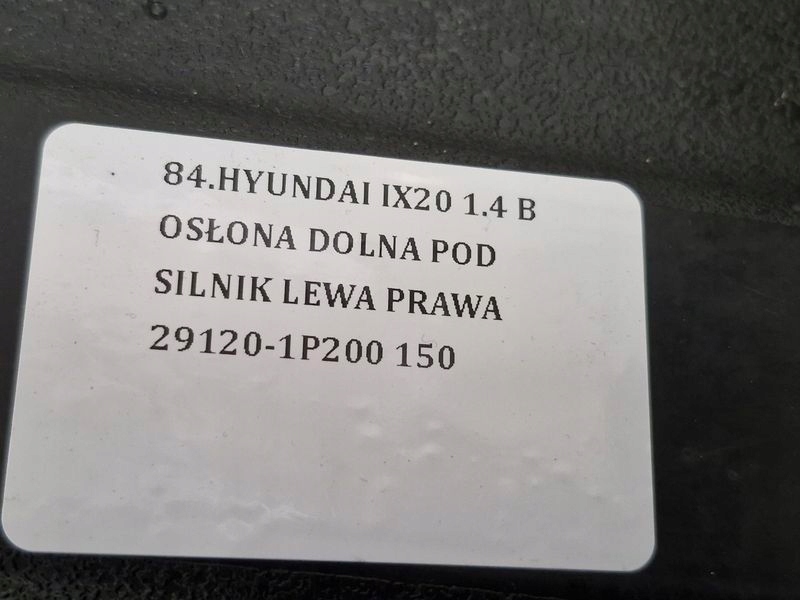 84.HYUNDAI IX20 1.4 B
OSŁONA DOLNA POD
SILNIK LEWA PRAWA
29120-1P200 150